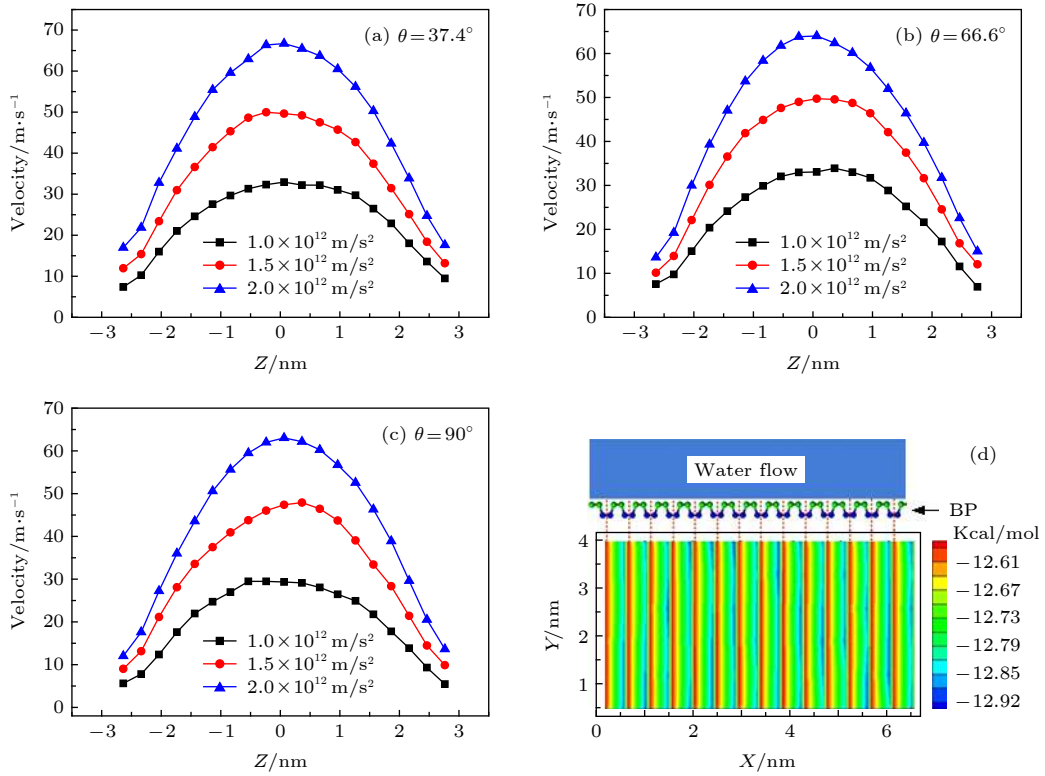 (a) θ=37.4°
Velocity/m·s⁻¹
70
60
50
40
30
20
10
0
1.0×10¹² m/s²
1.5×10¹² m/s²
2.0×10¹² m/s²
−3 −2 −1 0 1 2 3
Z/nm
(b) θ=66.6°
Velocity/m·s⁻¹
70
60
50
40
30
20
10
0
1.0×10¹² m/s²
1.5×10¹² m/s²
2.0×10¹² m/s²
−3 −2 −1 0 1 2 3
Z/nm
(c) θ=90°
Velocity/m·s⁻¹
70
60
50
40
30
20
10
0
1.0×10¹² m/s²
1.5×10¹² m/s²
2.0×10¹² m/s²
−3 −2 −1 0 1 2 3
Z/nm
(d)
Water flow
BP
Kcal/mol
−12.61
−12.67
−12.73
−12.79
−12.85
−12.92
Y/nm
4
3
2
1
0 2 4 6
X/nm